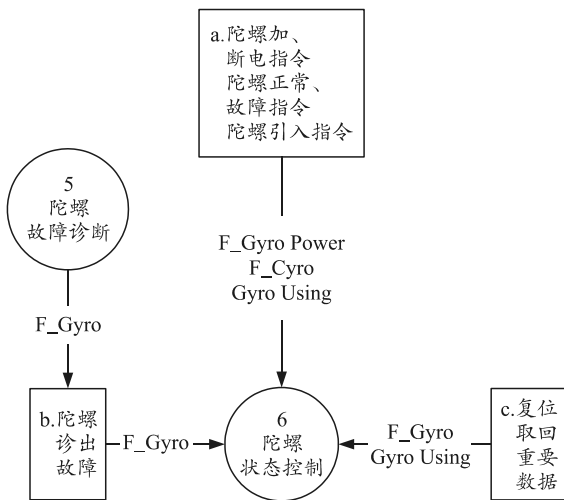 a.陀螺加、
断电指令
陀螺正常、
故障指令
陀螺引入指令
5
陀螺
故障诊断
F_Gyro Power
F_Cyro
Gyro Using
F_Gyro
b.陀螺
诊出
故障
F_Gyro
6
陀螺
状态控制
F_Gyro
Gyro Using
c.复位
取回
重要
数据